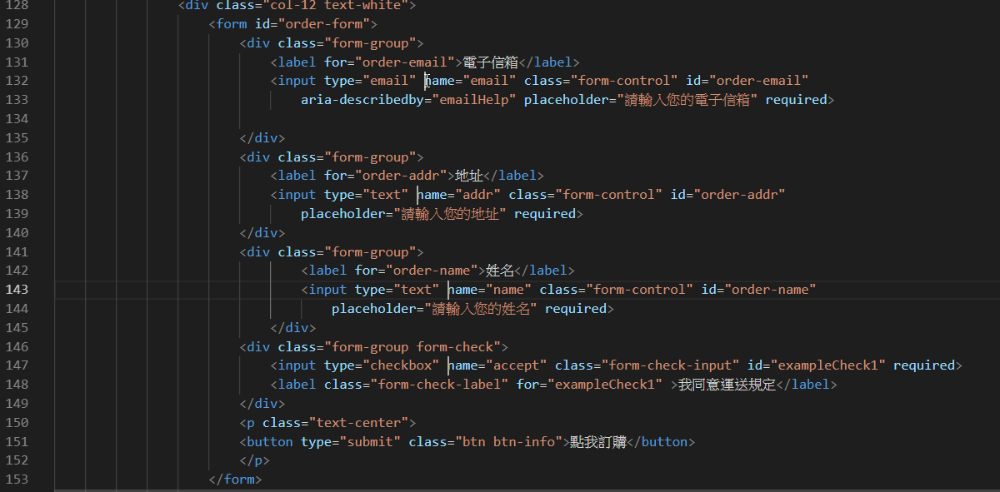 128 <div class="col-12 text-white">
129 <form id="order-form">
130 <div class="form-group">
131 <label for="order-email">電子信箱</label>
132 <input type="email" name="email" class="form-control" id="order-email"
133 aria-describedby="emailHelp" placeholder="請輸入您的電子信箱" required>
134
135 </div>
136 <div class="form-group">
137 <label for="order-addr">地址</label>
138 <input type="text" name="addr" class="form-control" id="order-addr"
139 placeholder="請輸入您的地址" required>
140 </div>
141 <div class="form-group">
142 <label for="order-name">姓名</label>
143 <input type="text" name="name" class="form-control" id="order-name"
144 placeholder="請輸入您的姓名" required>
145 </div>
146 <div class="form-group form-check">
147 <input type="checkbox" name="accept" class="form-check-input" id="exampleCheck1" required>
148 <label class="form-check-label" for="exampleCheck1" >我同意運送規定</label>
149 </div>
150 <p class="text-center">
151 <button type="submit" class="btn btn-info">點我訂購</button>
152 </p>
153 </form>